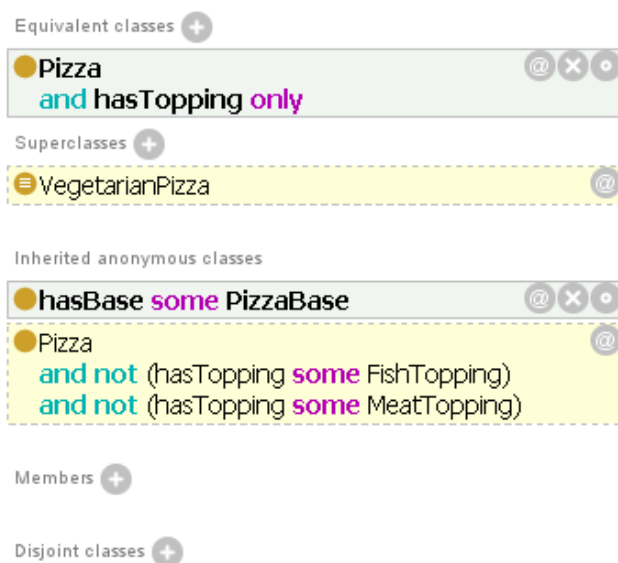 Equivalent classes
Pizza
and hasTopping only
Superclasses
VegetarianPizza
Inherited anonymous classes
hasBase some PizzaBase
Pizza
and not (hasTopping some FishTopping)
and not (hasTopping some MeatTopping)
Members
Disjoint classes